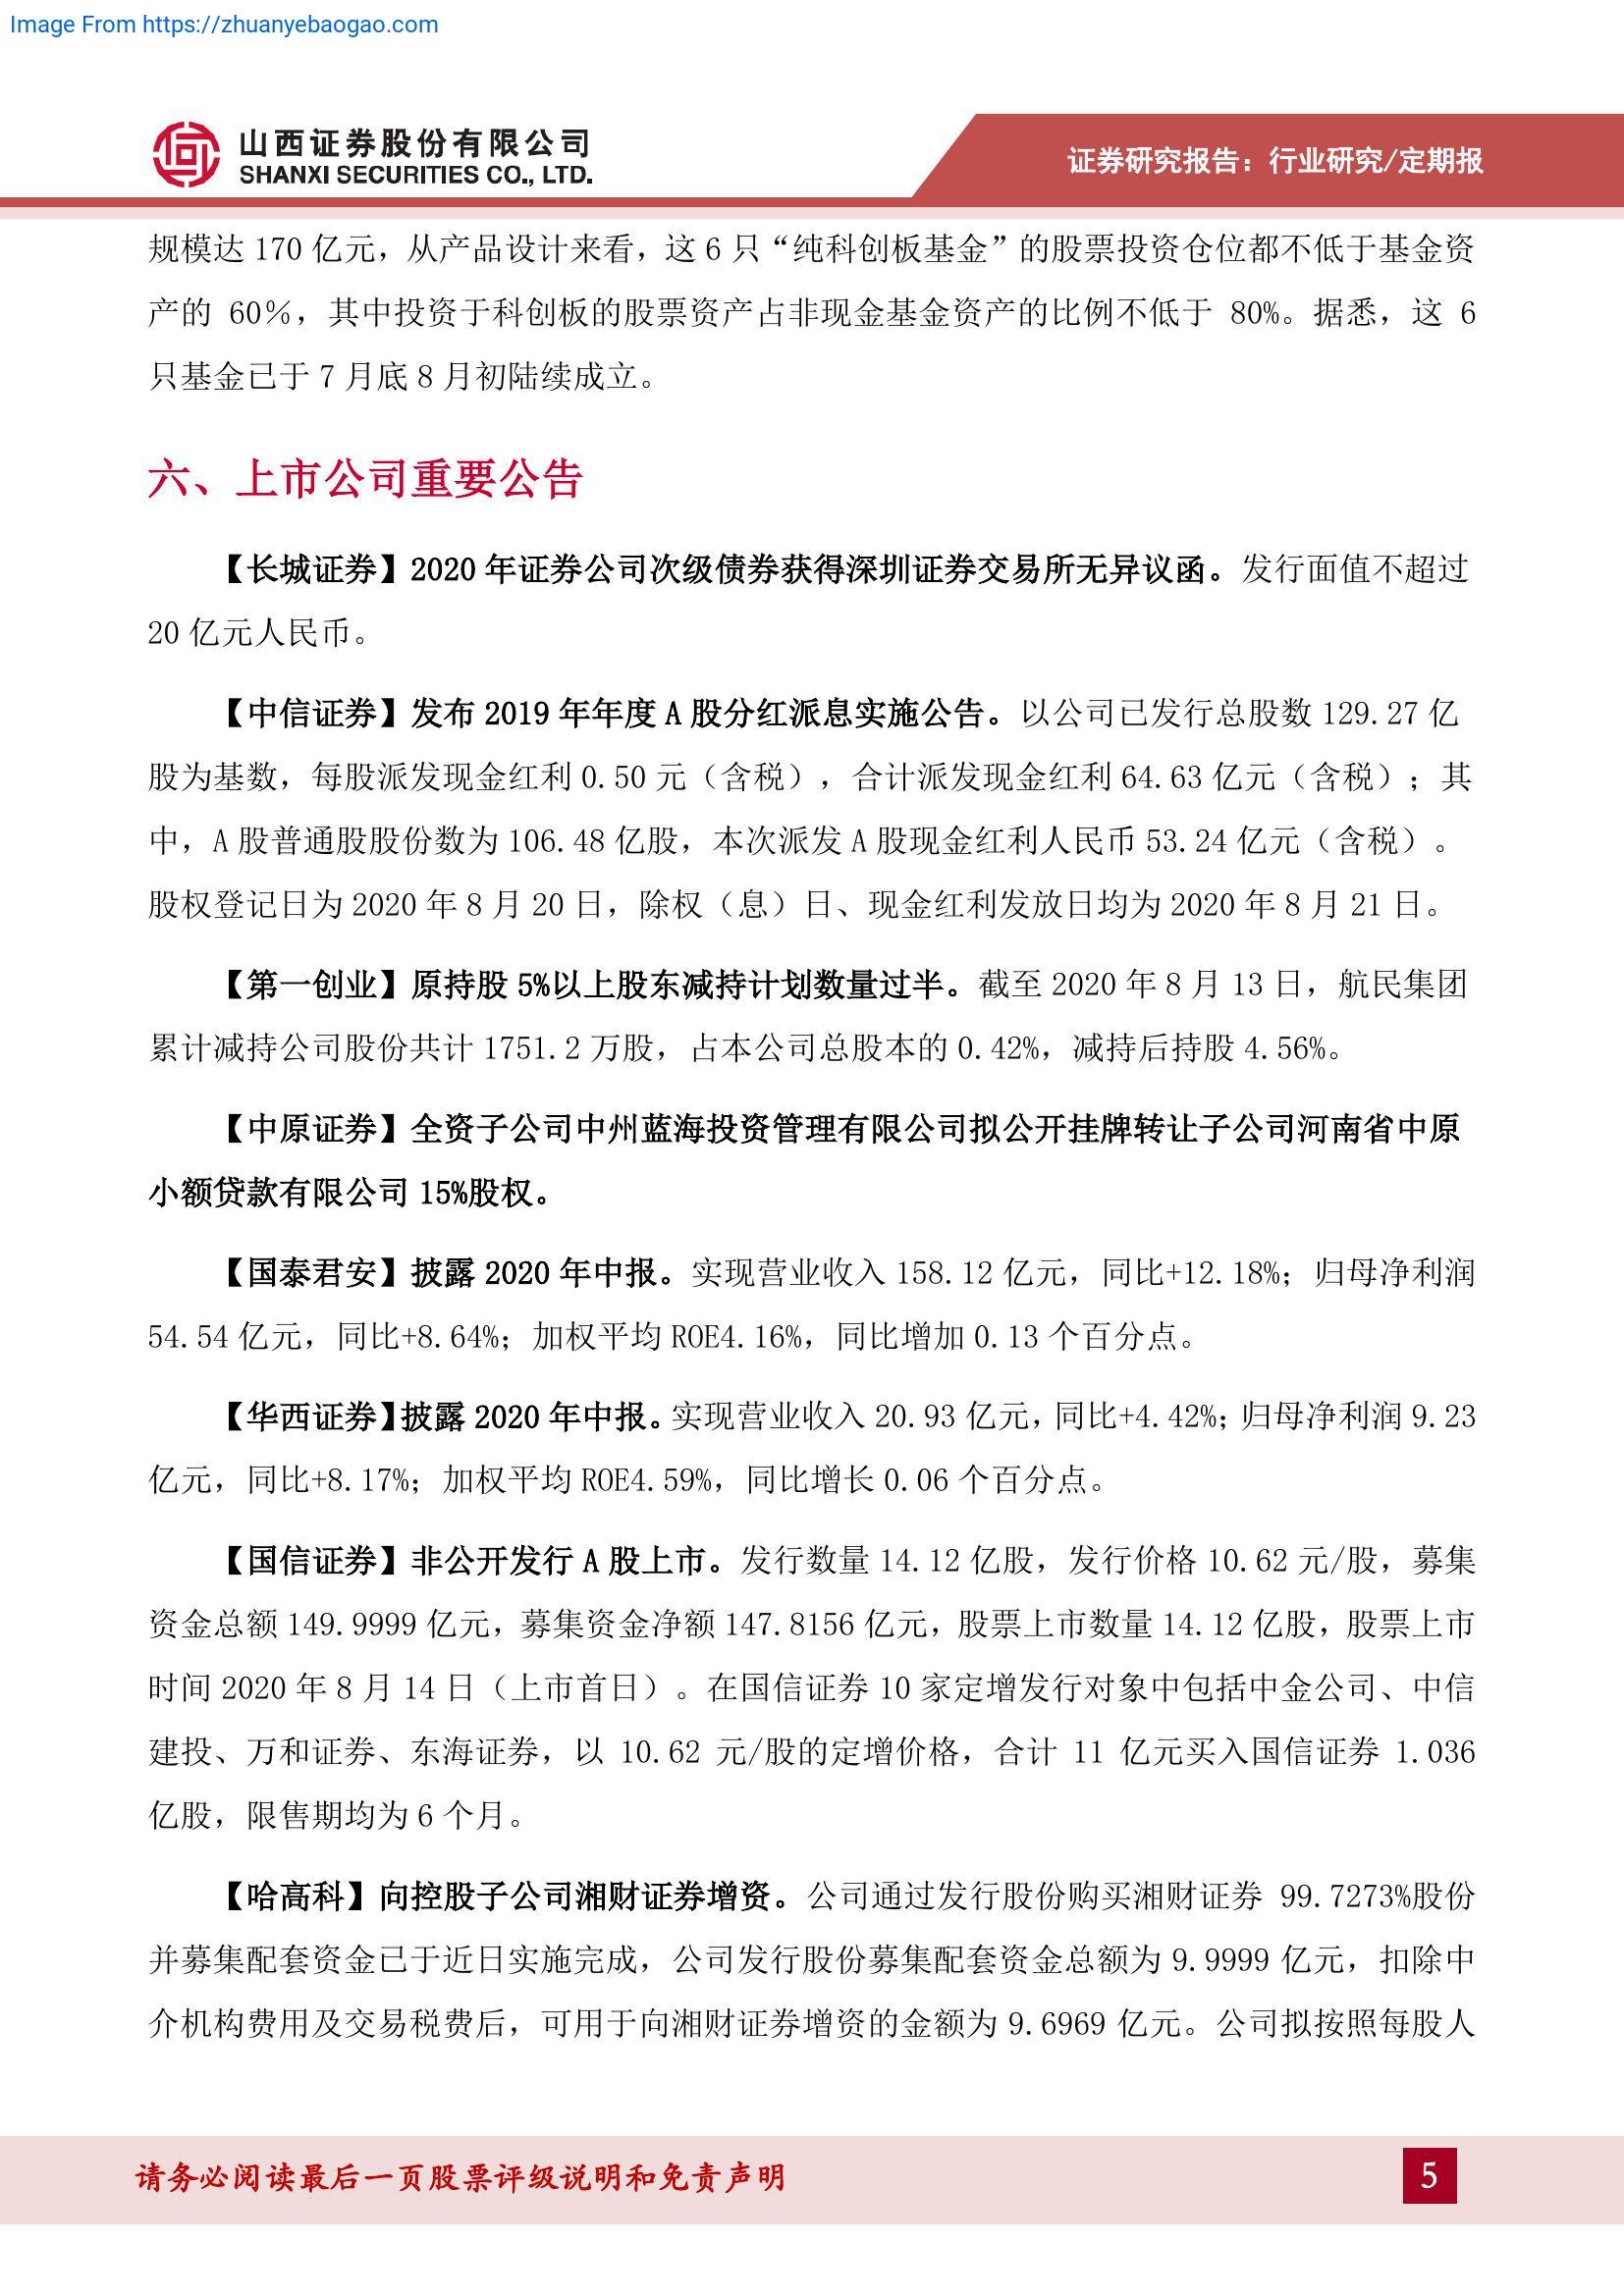 Image From https://zhuanyebaogao.com
山西证券股份有限公司
SHANXI SECURITIES CO., LTD.
证券研究报告：行业研究/定期报
规模达 170 亿元，从产品设计来看，这 6 只“纯科创板基金”的股票投资仓位都不低于基金资
产的 60％，其中投资于科创板的股票资产占非现金基金资产的比例不低于 80%。据悉，这 6
只基金已于 7 月底 8 月初陆续成立。
六、上市公司重要公告
【长城证券】2020 年证券公司次级债券获得深圳证券交易所无异议函。发行面值不超过
20 亿元人民币。
【中信证券】发布 2019 年年度 A 股分红派息实施公告。以公司已发行总股数 129.27 亿
股为基数，每股派发现金红利 0.50 元（含税），合计派发现金红利 64.63 亿元（含税）；其
中，A 股普通股股份数为 106.48 亿股，本次派发 A 股现金红利人民币 53.24 亿元（含税）。
股权登记日为 2020 年 8 月 20 日，除权（息）日、现金红利发放日均为 2020 年 8 月 21 日。
【第一创业】原持股 5%以上股东减持计划数量过半。截至 2020 年 8 月 13 日，航民集团
累计减持公司股份共计 1751.2 万股，占本公司总股本的 0.42%，减持后持股 4.56%。
【中原证券】全资子公司中州蓝海投资管理有限公司拟公开挂牌转让子公司河南省中原
小额贷款有限公司 15%股权。
【国泰君安】披露 2020 年中报。实现营业收入 158.12 亿元，同比+12.18%；归母净利润
54.54 亿元，同比+8.64%；加权平均 ROE4.16%，同比增加 0.13 个百分点。
【华西证券】披露 2020 年中报。实现营业收入 20.93 亿元，同比+4.42%；归母净利润 9.23
亿元，同比+8.17%；加权平均 ROE4.59%，同比增长 0.06 个百分点。
【国信证券】非公开发行 A 股上市。发行数量 14.12 亿股，发行价格 10.62 元/股，募集
资金总额 149.9999 亿元，募集资金净额 147.8156 亿元，股票上市数量 14.12 亿股，股票上市
时间 2020 年 8 月 14 日（上市首日）。在国信证券 10 家定增发行对象中包括中金公司、中信
建投、万和证券、东海证券，以 10.62 元/股的定增价格，合计 11 亿元买入国信证券 1.036
亿股，限售期均为 6 个月。
【哈高科】向控股子公司湘财证券增资。公司通过发行股份购买湘财证券 99.7273%股份
并募集配套资金已于近日实施完成，公司发行股份募集配套资金总额为 9.9999 亿元，扣除中
介机构费用及交易税费后，可用于向湘财证券增资的金额为 9.6969 亿元。公司拟按照每股人
请务必阅读最后一页股票评级说明和免责声明
5